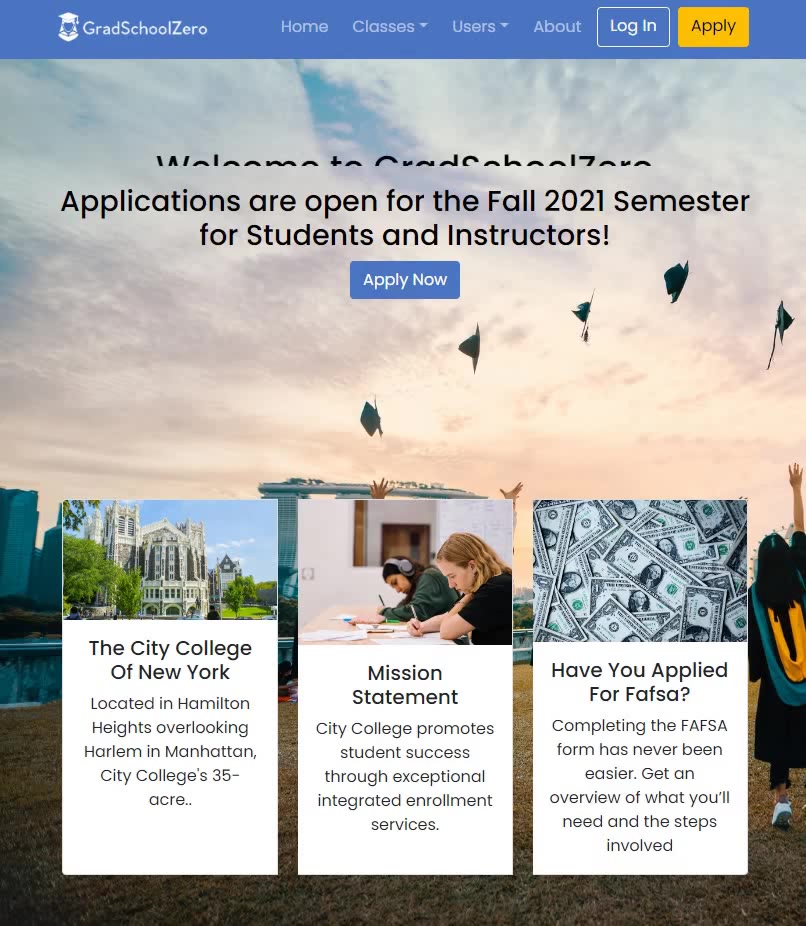 GradSchoolZero
Home
Classes
Users
About
Log In
Apply
Welcome to GradSchoolZero
Applications are open for the Fall 2021 Semester
for Students and Instructors!
Apply Now
The City College
Of New York
Located in Hamilton
Heights overlooking
Harlem in Manhattan,
City College's 35-
acre..
Mission
Statement
City College promotes
student success
through exceptional
integrated enrollment
services.
Have You Applied
For Fafsa?
Completing the FAFSA
form has never been
easier. Get an
overview of what you’ll
need and the steps
involved